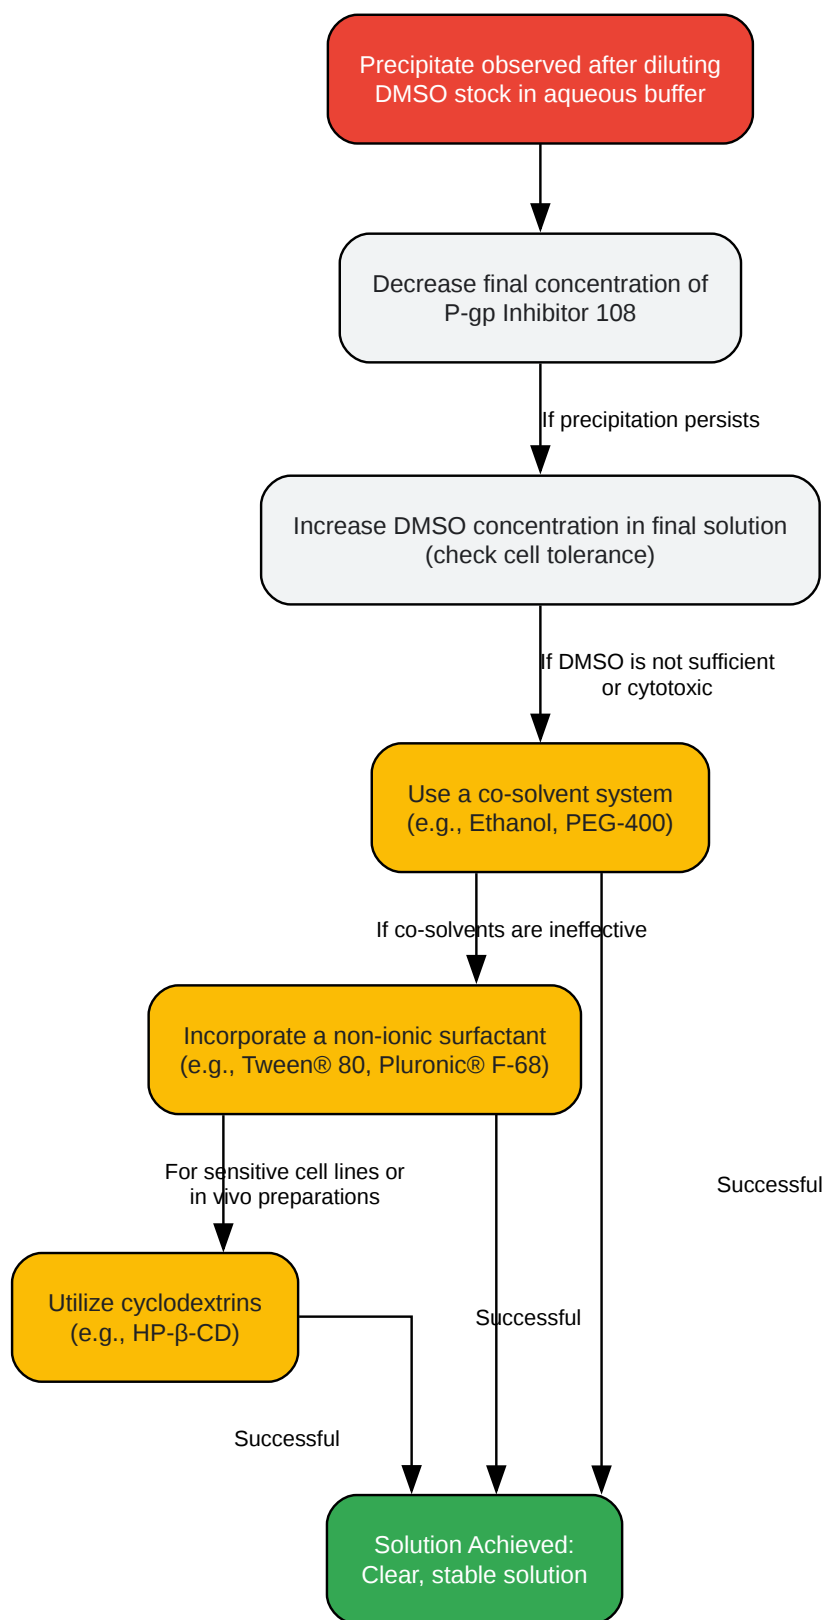 Precipitate observed after diluting
DMSO stock in aqueous buffer
Decrease final concentration of
P-gp Inhibitor 108
If precipitation persists
Increase DMSO concentration in final solution
(check cell tolerance)
If DMSO is not sufficient
or cytotoxic
Use a co-solvent system
(e.g., Ethanol, PEG-400)
If co-solvents are ineffective
Incorporate a non-ionic surfactant
(e.g., Tween® 80, Pluronic® F-68)
For sensitive cell lines or
in vivo preparations
Successful
Utilize cyclodextrins
(e.g., HP-β-CD)
Successful
Successful
Solution Achieved:
Clear, stable solution